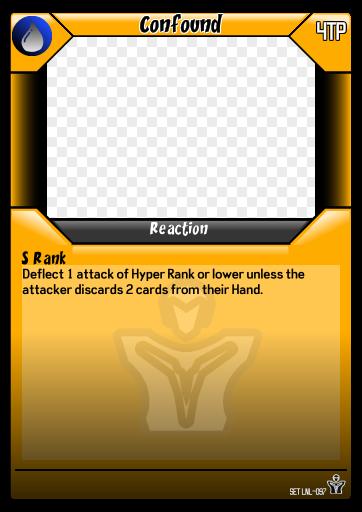 Confound
4TP
Reaction
S Rank
Deflect 1 attack of Hyper Rank or lower unless the
attacker discards 2 cards from their Hand.
SET LNL-097